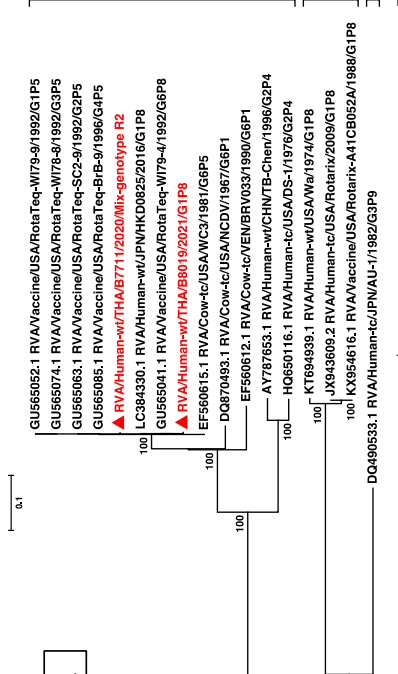 GU565052.1 RVA/Vaccine/USA/RotaTeq-WI79-9/1992/G1P5
GU565074.1 RVA/Vaccine/USA/RotaTeq-WI78-8/1992/G3P5
GU565063.1 RVA/Vaccine/USA/RotaTeq-SC2-9/1992/G2P5
GU565085.1 RVA/Vaccine/USA/RotaTeq-BrB-9/1996/G4P5
RVA/Human-wt/THA/B7711/2020/Mix-genotype R2
LC384330.1 RVA/Human-wt/JPN/HKD0825/2016/G1P8
GU565041.1 RVA/Vaccine/USA/RotaTeq-WI79-4/1992/G6P8
RVA/Human-wt/THA/B8019/2021/G1P8
EF560615.1 RVA/Cow-tc/USA/WC3/1981/G6P5
DQ870493.1 RVA/Cow-tc/USA/NCDV/1967/G6P1
EF560612.1 RVA/Cow-tc/VEN/BRV033/1990/G6P1
AY787653.1 RVA/Human-wt/CHN/TB-Chen/1996/G2P4
HQ650116.1 RVA/Human-tc/USA/DS-1/1976/G2P4
KT694939.1 RVA/Human-wt/USA/Wa/1974/G1P8
JX943609.2 RVA/Human-tc/USA/Rotarix/2009/G1P8
KX954616.1 RVA/Vaccine/USA/Rotarix-A41CB052A/1988/G1P8
DQ490533.1 RVA/Human-tc/JPN/AU-1/1982/G3P9
100
100
100
100
100
100
0.1